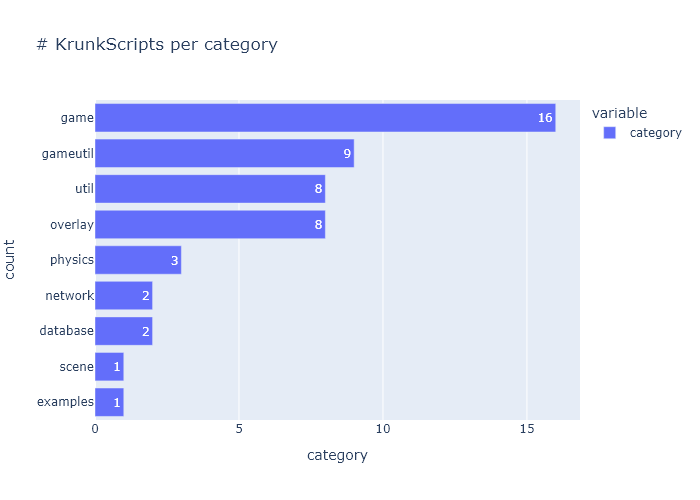 # KrunkScripts per category
variable
category
count
game 16
gameutil 9
util 8
overlay 8
physics 3
network 2
database 2
scene 1
examples 1
0 5 10 15
category